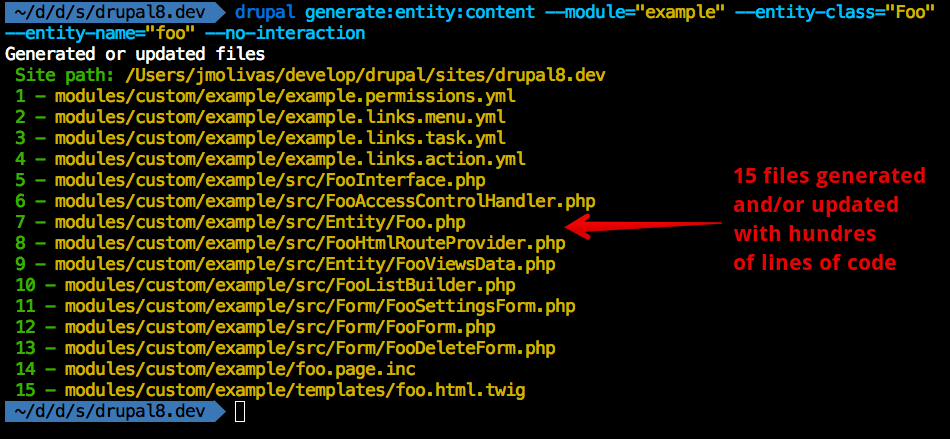 ~/d/d/s/drupal8.dev drupal generate:entity:content --module="example" --entity-class="Foo"
--entity-name="foo" --no-interaction
Generated or updated files
Site path: /Users/jmolivas/develop/drupal/sites/drupal8.dev
1 - modules/custom/example/example.permissions.yml
2 - modules/custom/example/example.links.menu.yml
3 - modules/custom/example/example.links.task.yml
4 - modules/custom/example/example.links.action.yml
5 - modules/custom/example/src/FooInterface.php
6 - modules/custom/example/src/FooAccessControlHandler.php
7 - modules/custom/example/src/Entity/Foo.php
8 - modules/custom/example/src/FooHtmlRouteProvider.php
9 - modules/custom/example/src/Entity/FooViewsData.php
10 - modules/custom/example/src/FooListBuilder.php
11 - modules/custom/example/src/Form/FooSettingsForm.php
12 - modules/custom/example/src/Form/FooForm.php
13 - modules/custom/example/src/Form/FooDeleteForm.php
14 - modules/custom/example/foo.page.inc
15 - modules/custom/example/templates/foo.html.twig
~/d/d/s/drupal8.dev
15 files generated
and/or updated
with hundres
of lines of code